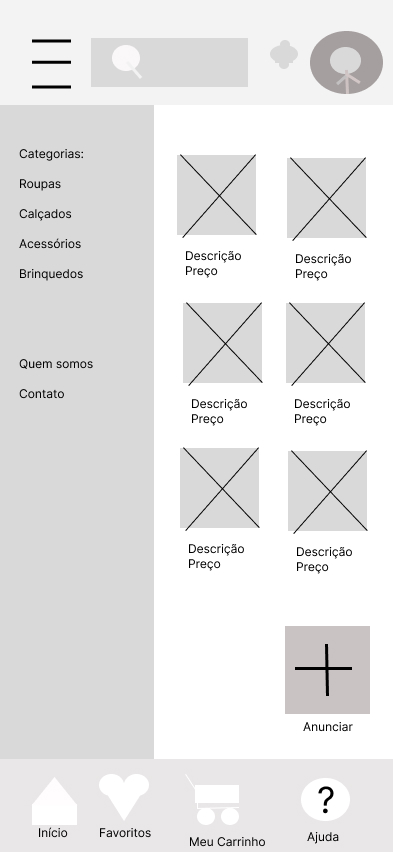 Categorias:
Roupas
Calçados
Acessórios
Brinquedos
Quem somos
Contato
Descrição
Preço
Descrição
Preço
Descrição
Preço
Descrição
Preço
Descrição
Preço
Descrição
Preço
Anunciar
Início
Favoritos
Meu Carrinho
?
Ajuda